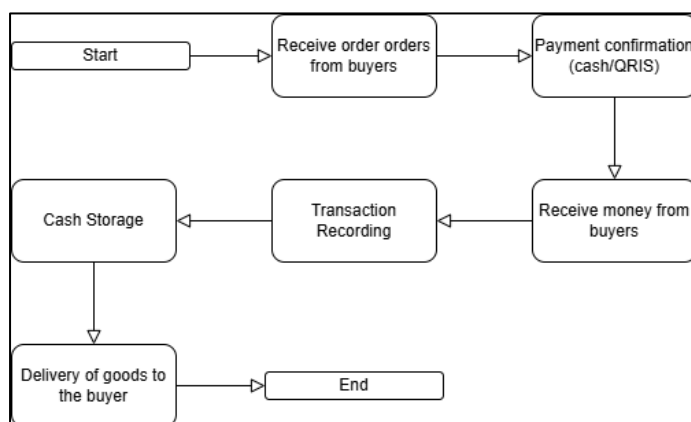 Start
Receive order orders
from buyers
Payment confirmation
(cash/QRIS)
Receive money from
buyers
Transaction
Recording
Cash Storage
Delivery of goods to
the buyer
End